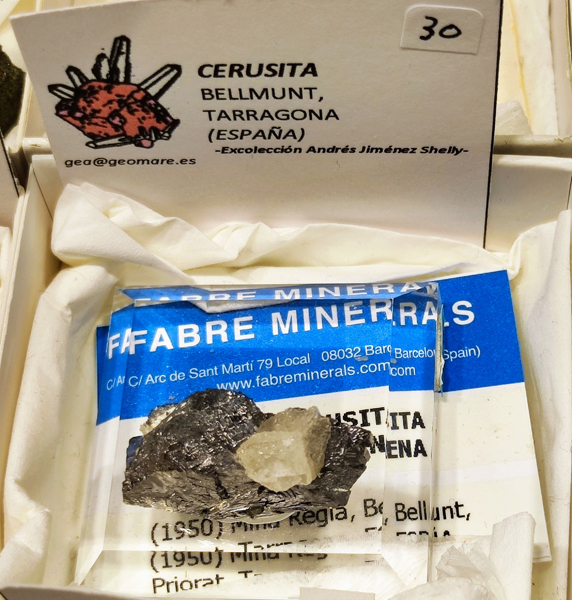 30
CERUSITA
BELLMUNT,
TARRAGONA
(ESPAÑA)
-Excolección Andrés Jiménez Shelly-
gea@geomare.es
FABRE MINERALS
C/ Arc de Sant Martí 79 Local 08032 Barcelona (Spain)
www.fabreminerals.com
(1950) Mina Regia, Bellmunt,
Priorat,